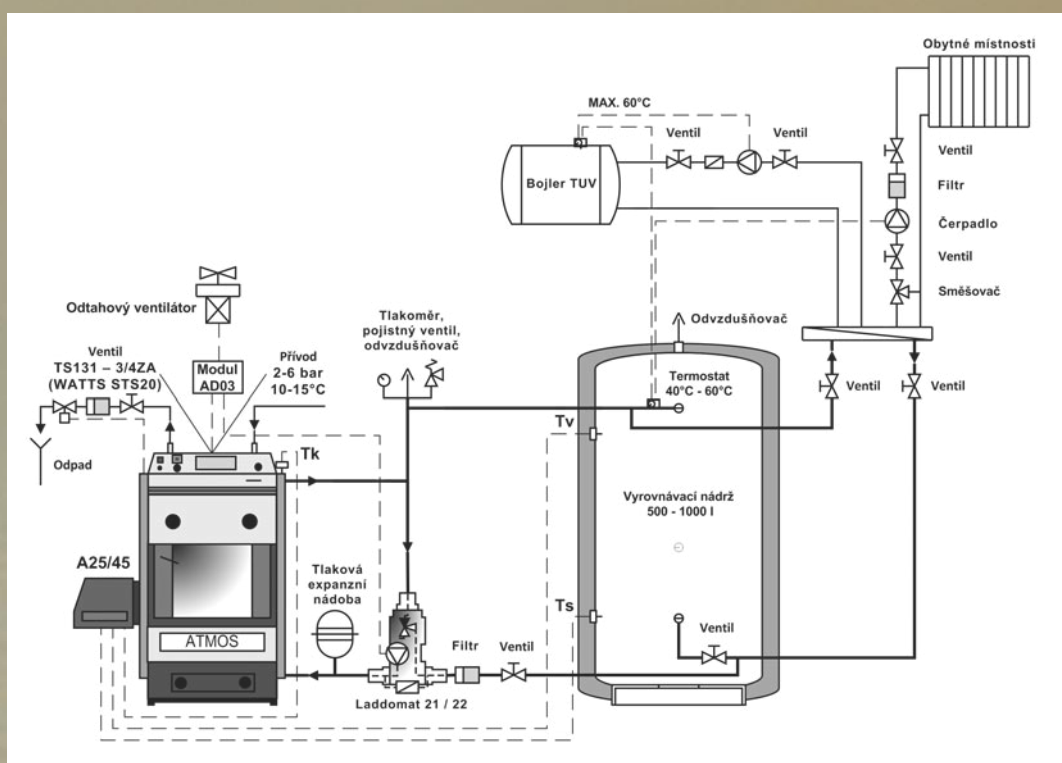 Obytné místnosti
MAX. 60°C
Ventil
Ventil
Ventil
Bojler TUV
Filtr
Čerpadlo
Ventil
Směšovač
Odtahový ventilátor
Tlakoměr,
pojistný ventil,
odvzdušňovač
Odvzdušňovač
Ventil
TS131 – 3/4ZA
(WATTS STS20)
Modul
AD03
Přívod
2-6 bar
10-15°C
Termostat
40°C - 60°C
Ventil
Ventil
Tv
Tk
Odpad
Vyrovnávací nádrž
500 - 1000 l
A25/45
Tlaková
expanzní
nádoba
Ts
Ventil
ATMOS
Filtr
Ventil
Laddomat 21 / 22